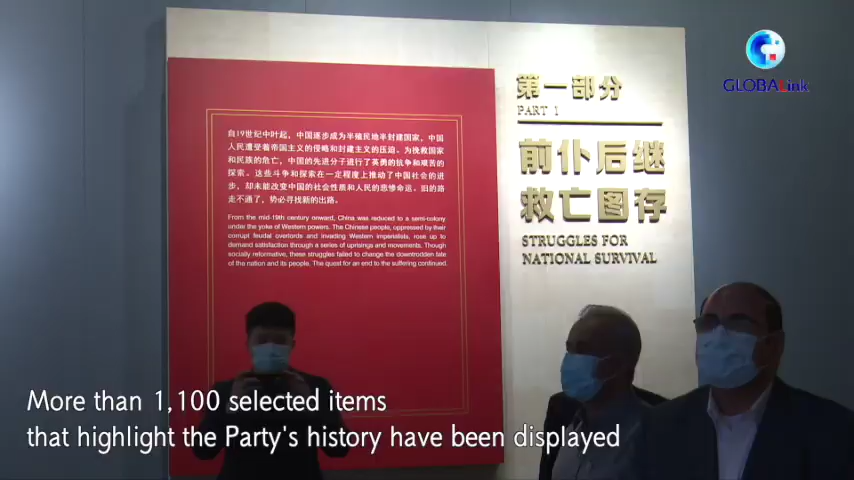 GLOBALink
第一部分
PART 1
前仆后继
救亡图存
STRUGGLES FOR
NATIONAL SURVIVAL
自19世纪中叶起，中国逐步成为半殖民地半封建国家，中国
人民遭受着帝国主义的侵略和封建主义的压迫。为挽救国家
和民族的危亡，中国的先进分子进行了英勇的抗争和艰苦的
探索。这些斗争和探索在一定程度上推动了中国社会的进
步，却未能改变中国的社会性质和人民的悲惨命运。旧的路
走不通了，势必寻找新的出路。
From the mid-19th century onward, China was reduced to a semi-colony
under the yoke of Western powers. The Chinese people, oppressed by their
corrupt feudal overlords and invading Western imperialists, rose up to
demand satisfaction through a series of uprisings and movements. Though
socially reformative, these struggles failed to change the downtrodden fate
of the nation and its people. The quest for an end to the suffering continued.
More than 1,100 selected items
that highlight the Party's history have been displayed